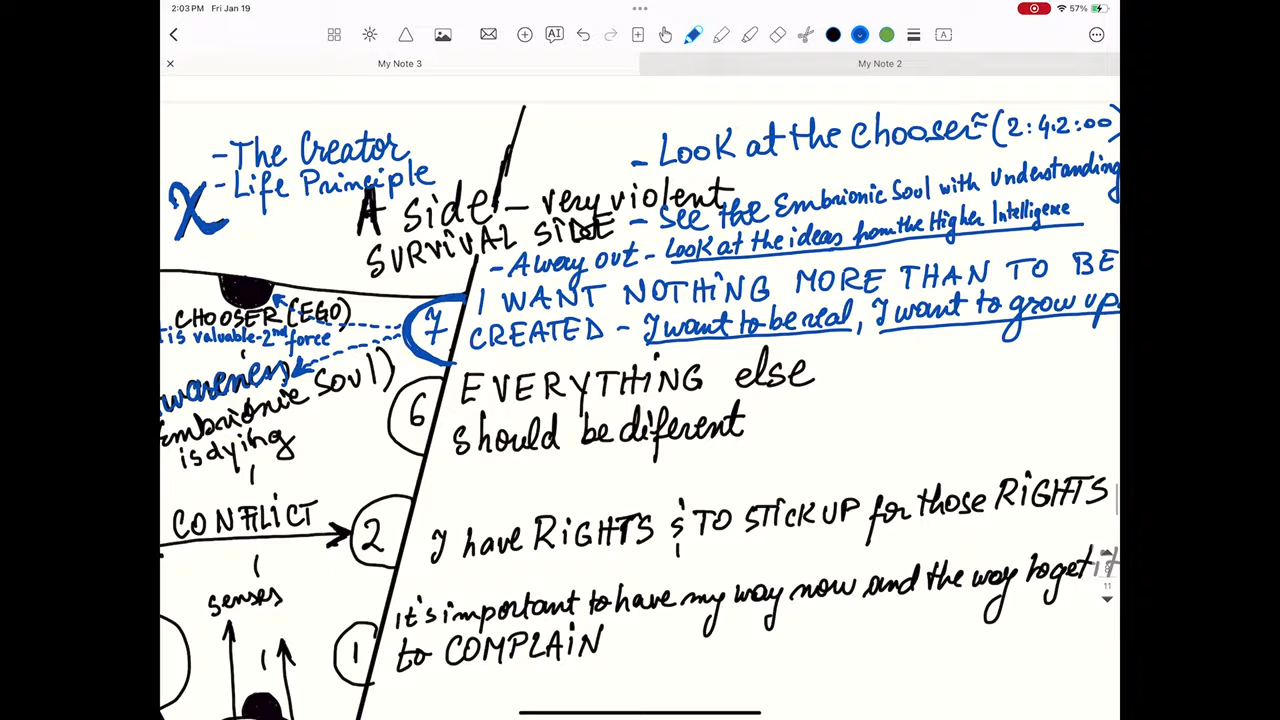 2:03 PM Fri Jan 19
57%
My Note 3
My Note 2
X
- The Creator
- Life Principle
A side - very violent
SURVIVAL SIDE
- Look at the Chooser ≈ (2:42:00)
- See the Embrionic Soul with Understanding
- A way out - Look at the ideas from the Higher Intelligence
7 I WANT NOTHING MORE THAN TO BE
CREATED - I want to be real, I want to grow up
CHOOSER (EGO)
is valuable - 2nd force
wareness
Embrionic Soul)
is dying
6 EVERYTHING else
should be diferent
CONFLICT
2 I have RIGHTS & TO STICK UP for those RIGHTS
senses
1 it's important to have my way now and the way to get it
to COMPLAIN
11